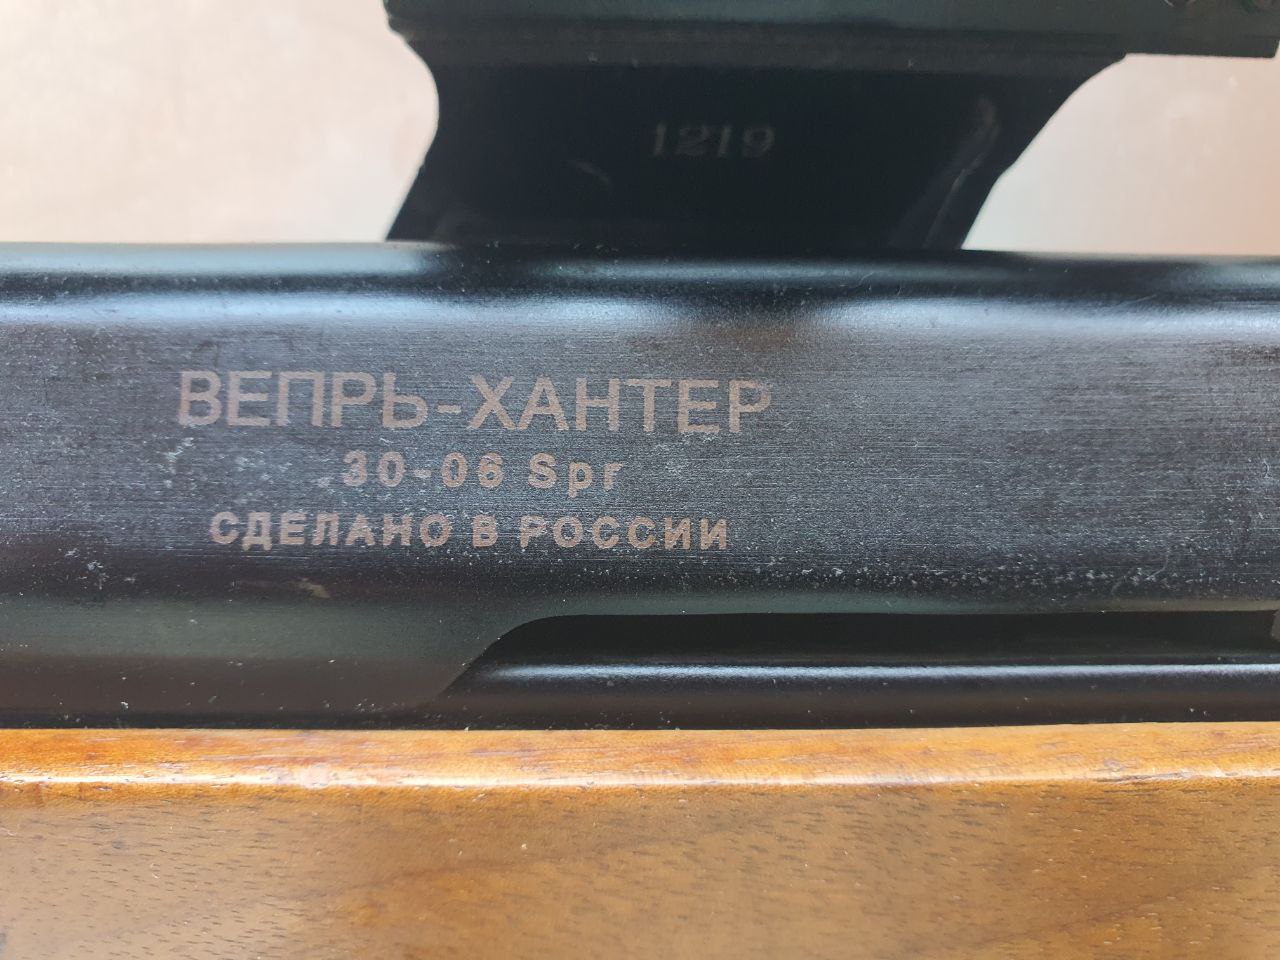 1219
ВЕПРЬ-ХАНТЕР
30-06 Spr
СДЕЛАНО В РОССИИ